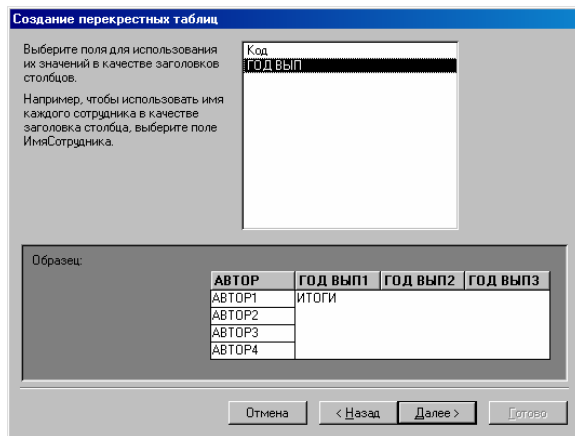 Создание перекрестных таблиц
Выберите поля для использования
их значений в качестве заголовков
столбцов.
Например, чтобы использовать имя
каждого сотрудника в качестве
заголовка столбца, выберите поле
ИмяСотрудника.
Код
ГОД ВЫП
Образец:
АВТОР ГОД ВЫП1 ГОД ВЫП2 ГОД ВЫП3
АВТОР1 ИТОГИ
АВТОР2
АВТОР3
АВТОР4
Отмена < Назад Далее > Готово